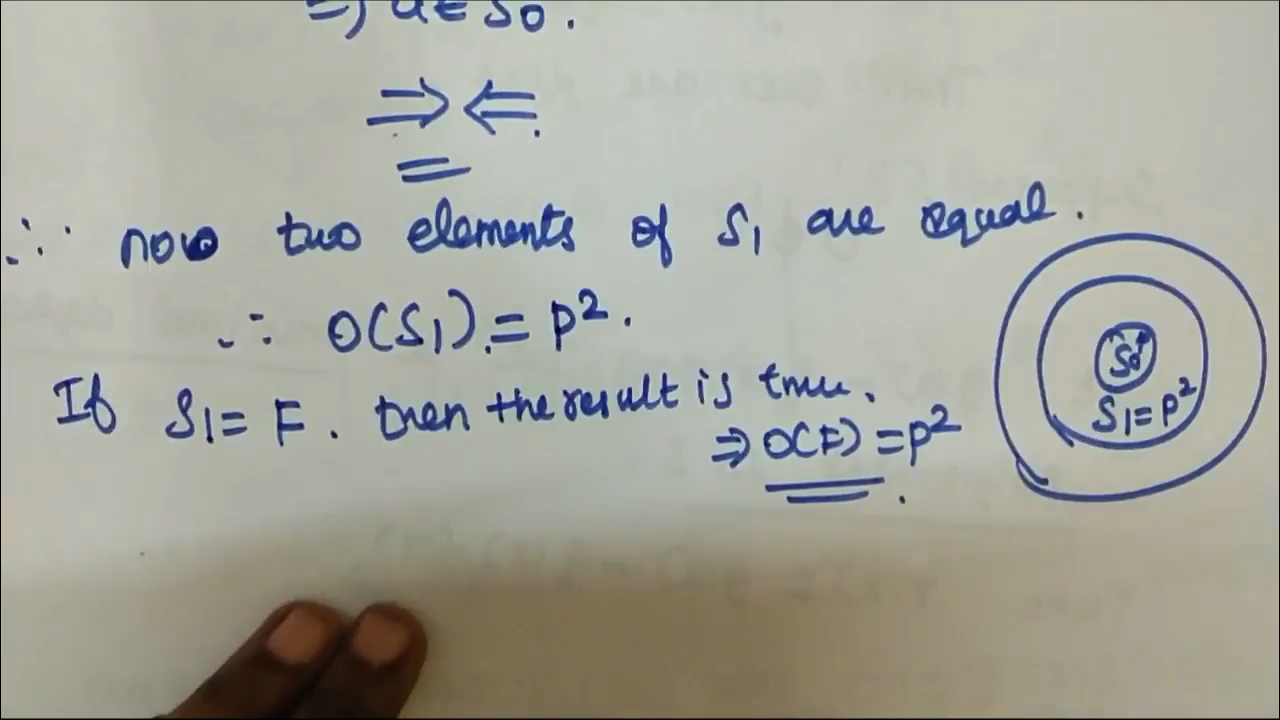 ⇒ a ∈ S0.
⇒⇐.
∴ now two elements of S1 are equal.
∴ O(S1) = p².
If S1 = F. then the result is true.
⇒ O(F) = p².
S0
S1 = p²